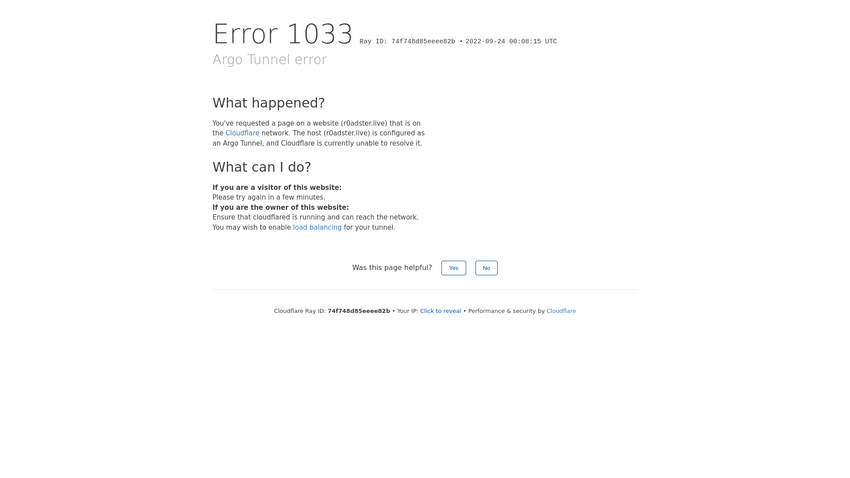 Error 1033 Ray ID: 74f748d85eeee82b • 2022-09-24 00:08:15 UTC
Argo Tunnel error
What happened?
You've requested a page on a website (r0adster.live) that is on
the Cloudflare network. The host (r0adster.live) is configured as
an Argo Tunnel, and Cloudflare is currently unable to resolve it.
What can I do?
If you are a visitor of this website:
Please try again in a few minutes.
If you are the owner of this website:
Ensure that cloudflared is running and can reach the network.
You may wish to enable load balancing for your tunnel.
Was this page helpful? Yes No
Cloudflare Ray ID: 74f748d85eeee82b • Your IP: Click to reveal • Performance & security by Cloudflare